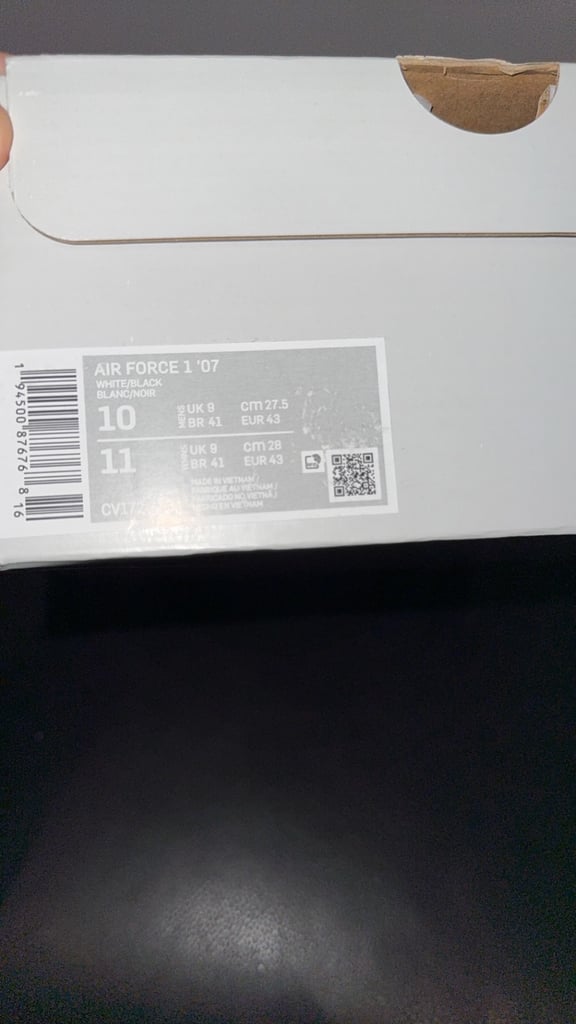 AIR FORCE 1 '07
WHITE/BLACK
BLANC/NOIR
10 MENS UK 9 cm 27.5
BR 41 EUR 43
11 UK 9 cm 28
BR 41 EUR 43
MADE IN VIETNAM/
FABRIQUE AU VIETNAM/
FABRICADO NO VIETNÃ/
HECHO EN VIETNAM
1 94500 87676 8 16